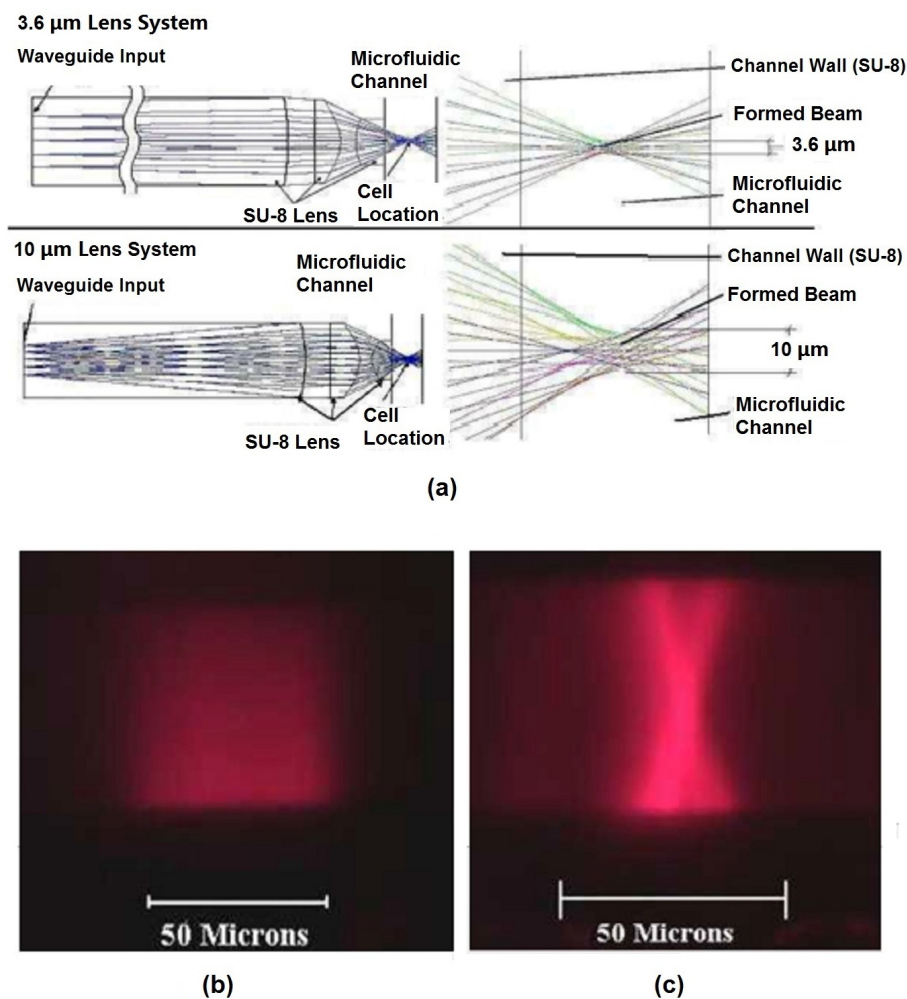 3.6 µm Lens System
Waveguide Input
Microfluidic
Channel
SU-8 Lens
Cell
Location
Channel Wall (SU-8)
Formed Beam
3.6 µm
Microfluidic
Channel
10 µm Lens System
Waveguide Input
Microfluidic
Channel
SU-8 Lens
Cell
Location
Channel Wall (SU-8)
Formed Beam
10 µm
Microfluidic
Channel
(a)
50 Microns
50 Microns
(b)
(c)